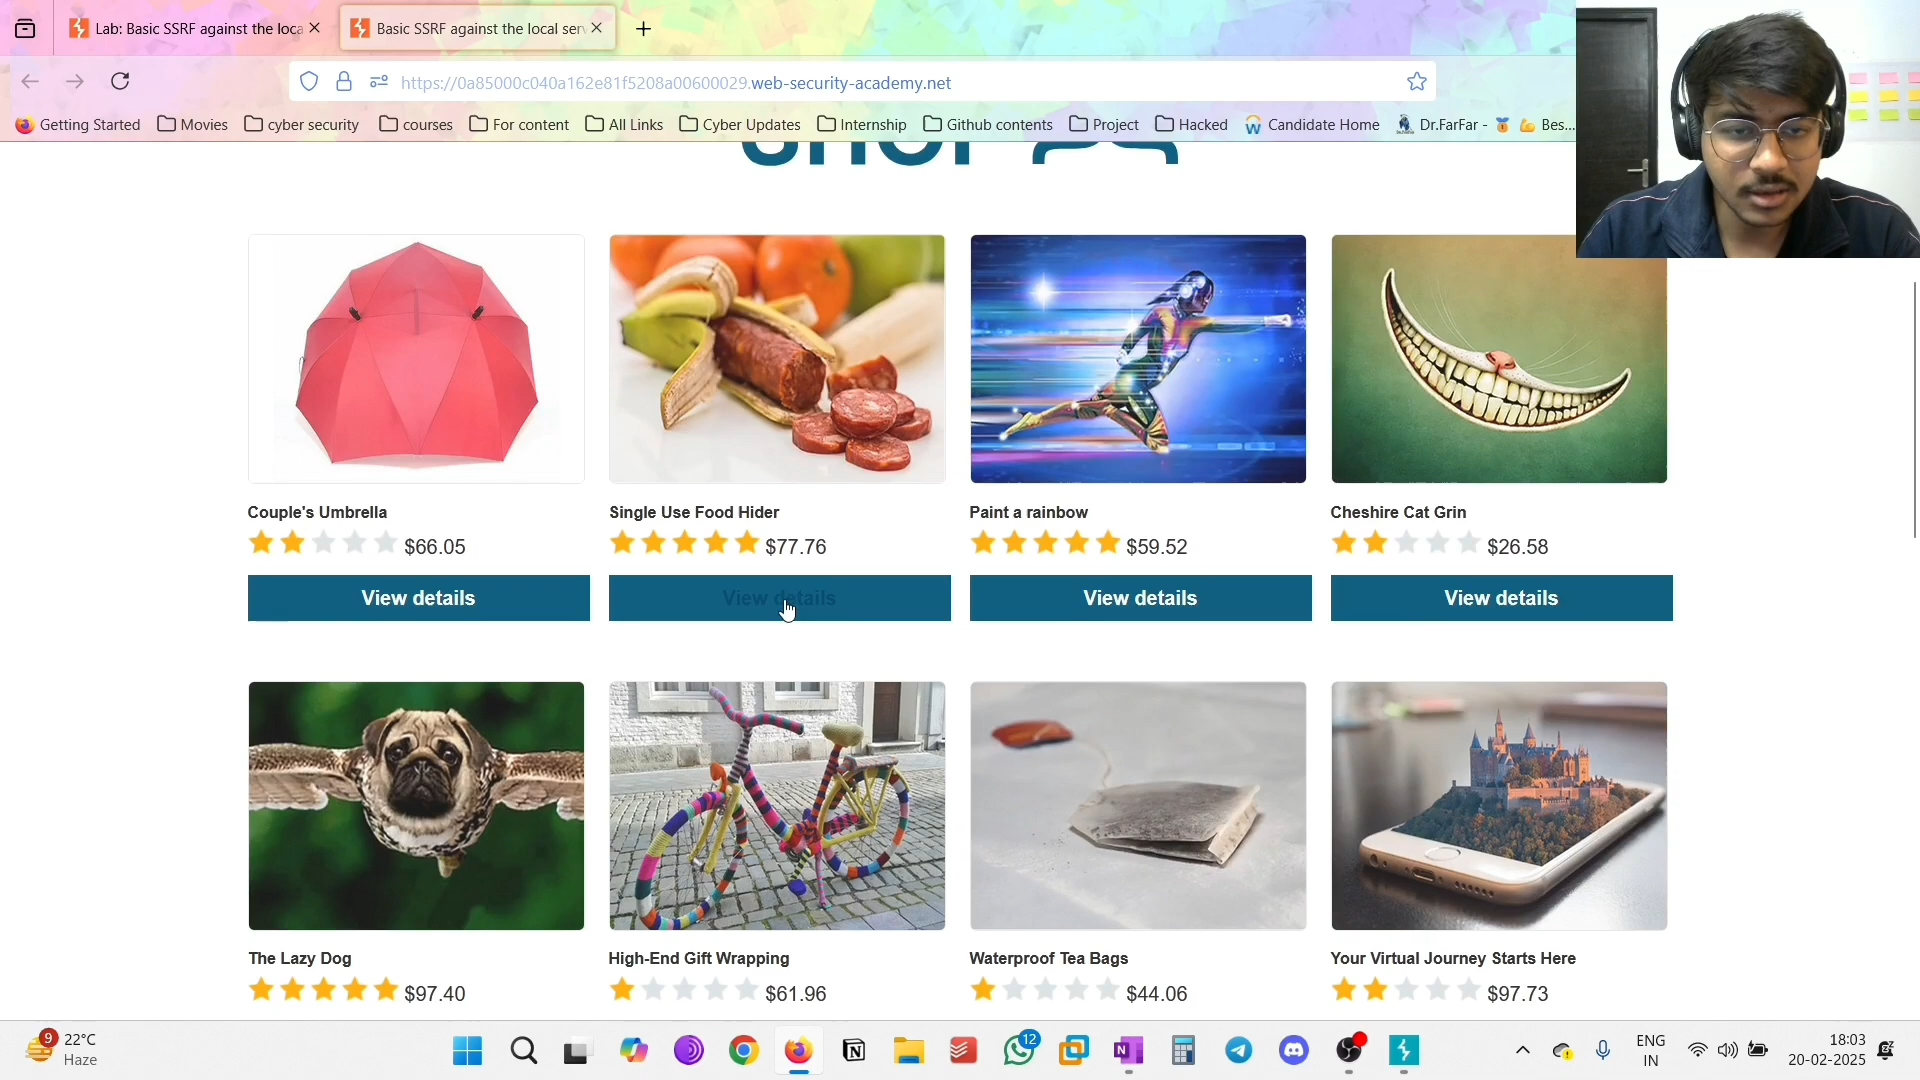 Lab: Basic SSRF against the loca
Basic SSRF against the local serv
https://0a85000c040a162e81f5208a00600029.web-security-academy.net
Getting Started
Movies
cyber security
courses
For content
All Links
Cyber Updates
Internship
Github contents
Project
Hacked
Candidate Home
Dr.FarFar - 🥇 💪 Bes...
SHOP
Couple's Umbrella
Single Use Food Hider
Paint a rainbow
Cheshire Cat Grin
$66.05
$77.76
$59.52
$26.58
View details
View details
View details
View details
The Lazy Dog
High-End Gift Wrapping
Waterproof Tea Bags
Your Virtual Journey Starts Here
$97.40
$61.96
$44.06
$97.73
9
22°C
Haze
12
ENG
IN
18:03
20-02-2025